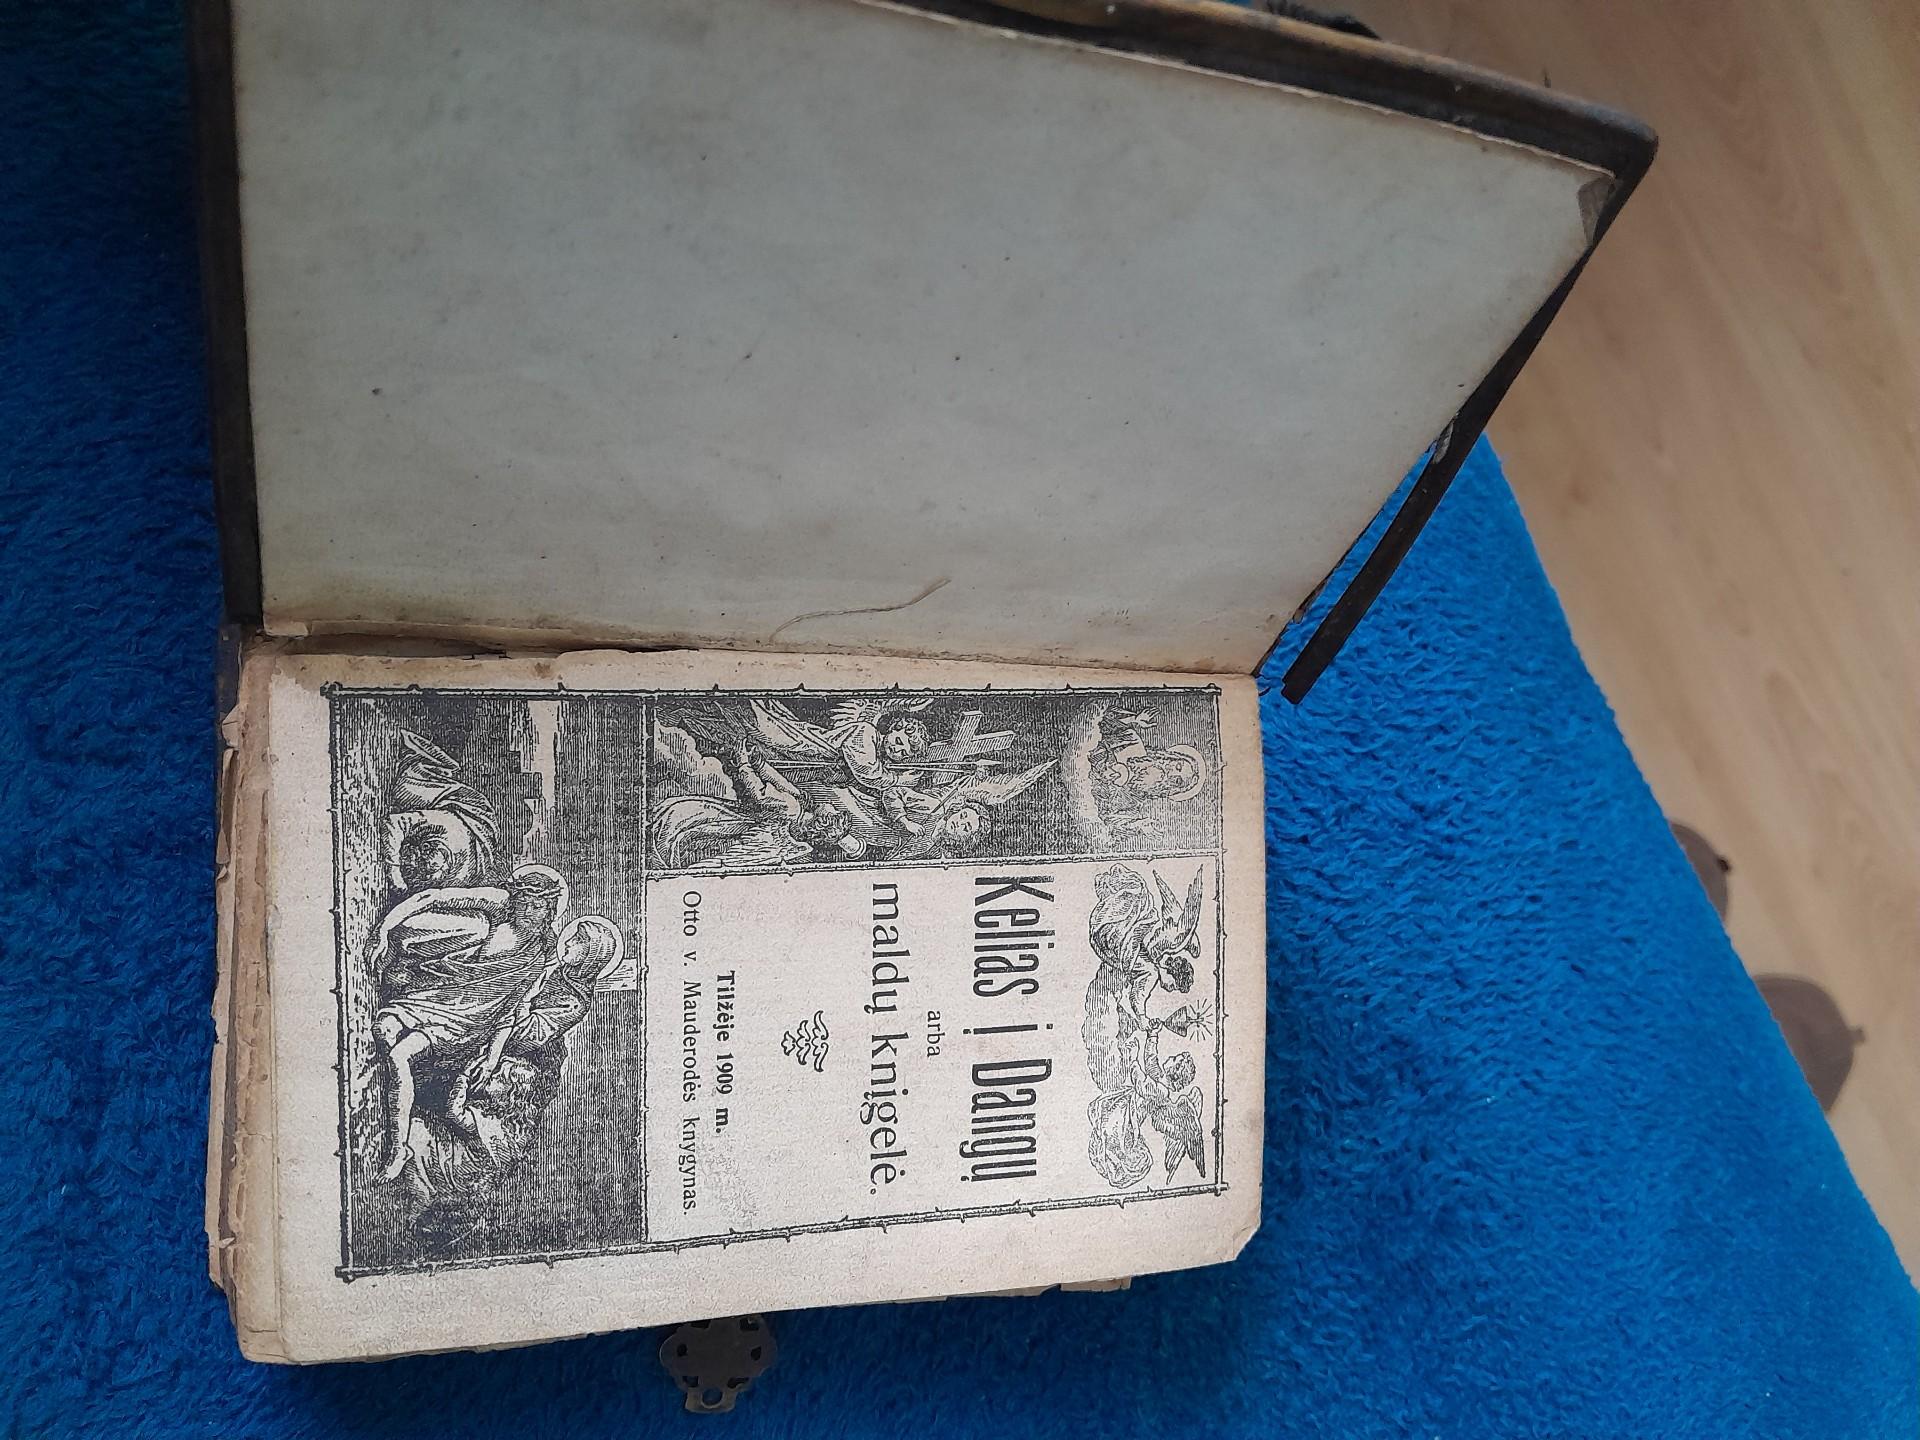 Kelias į Dangų
arba
maldų knįgelė.
Tilžėje 1909 m.
Otto v. Mauderodės knygynas.